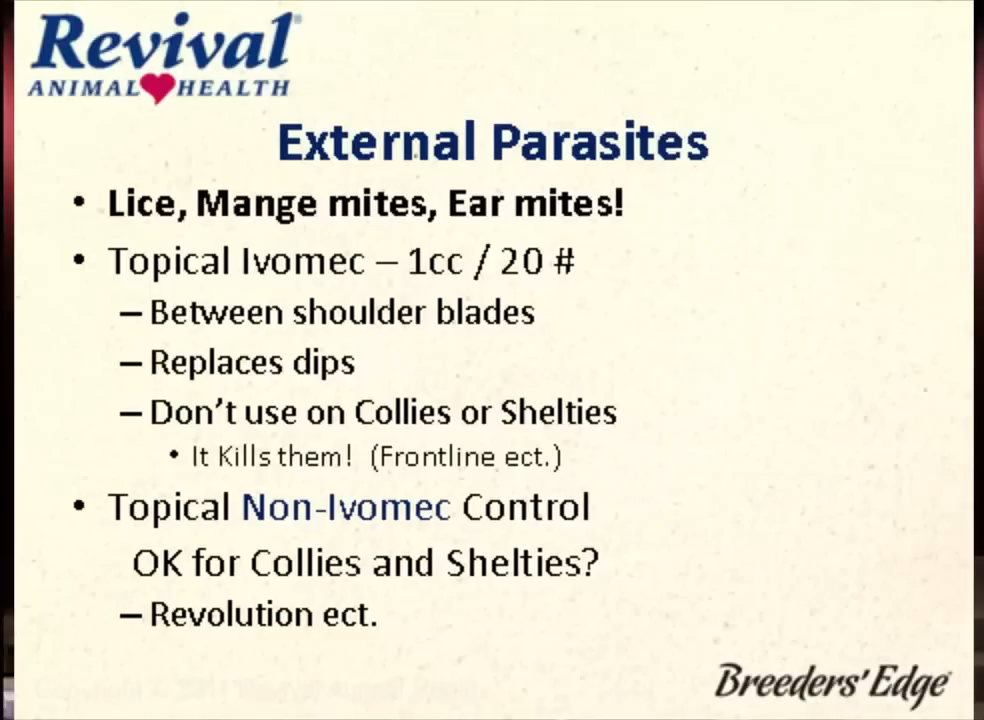 Revival®
ANIMAL HEALTH
External Parasites
• Lice, Mange mites, Ear mites!
• Topical Ivomec – 1cc / 20 #
– Between shoulder blades
– Replaces dips
– Don't use on Collies or Shelties
• It Kills them! (Frontline ect.)
• Topical Non-Ivomec Control
OK for Collies and Shelties?
– Revolution ect.
Breeders' Edge